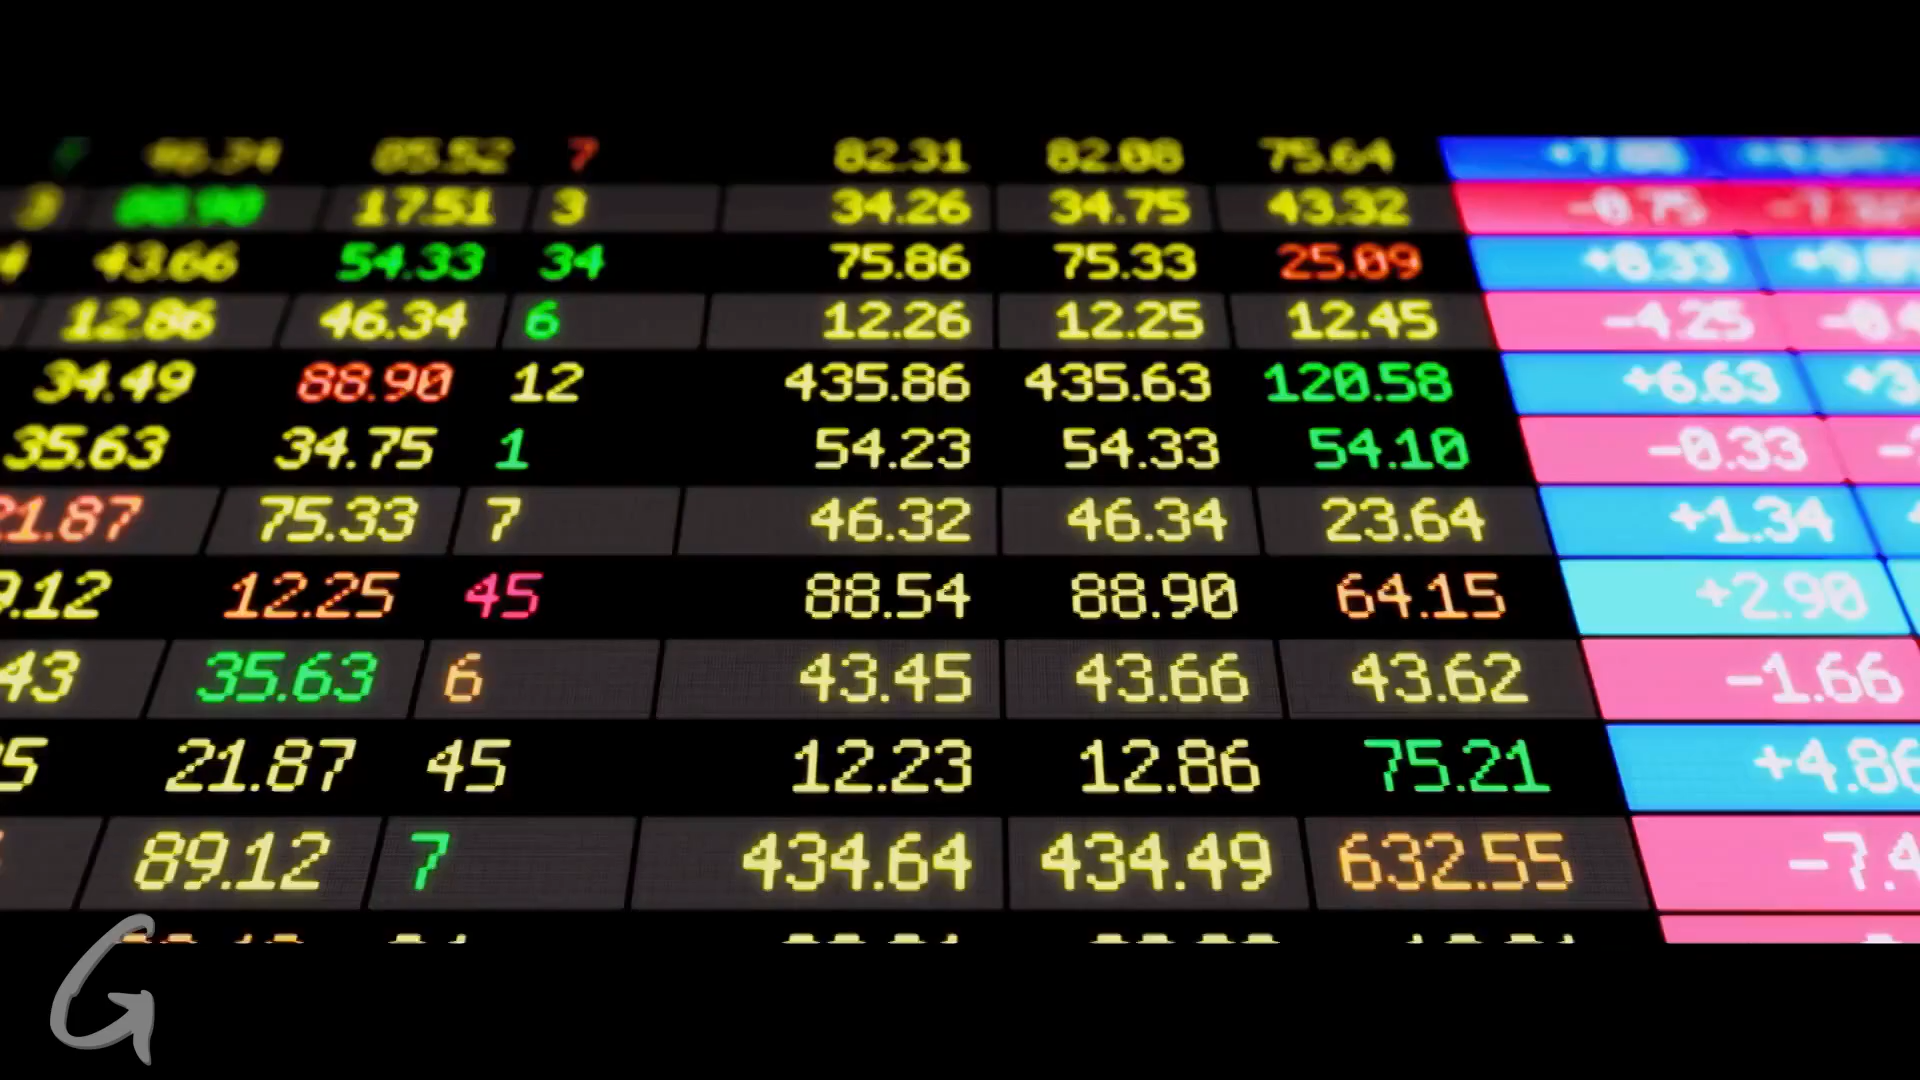 7 82.31 82.08 75.64
17.51 3 34.26 34.75 43.32 -0.75
43.66 54.33 34 75.86 75.33 25.09 +8.33
12.86 46.34 6 12.26 12.25 12.45 -4.25
34.49 88.90 12 435.86 435.63 120.58 +6.63
35.63 34.75 1 54.23 54.33 54.10 -0.33
21.87 75.33 7 46.32 46.34 23.64 +1.34
9.12 12.25 45 88.54 88.90 64.15 +2.90
43 35.63 6 43.45 43.66 43.62 -1.66
5 21.87 45 12.23 12.86 75.21 +4.86
89.12 7 434.64 434.49 632.55 -7.4